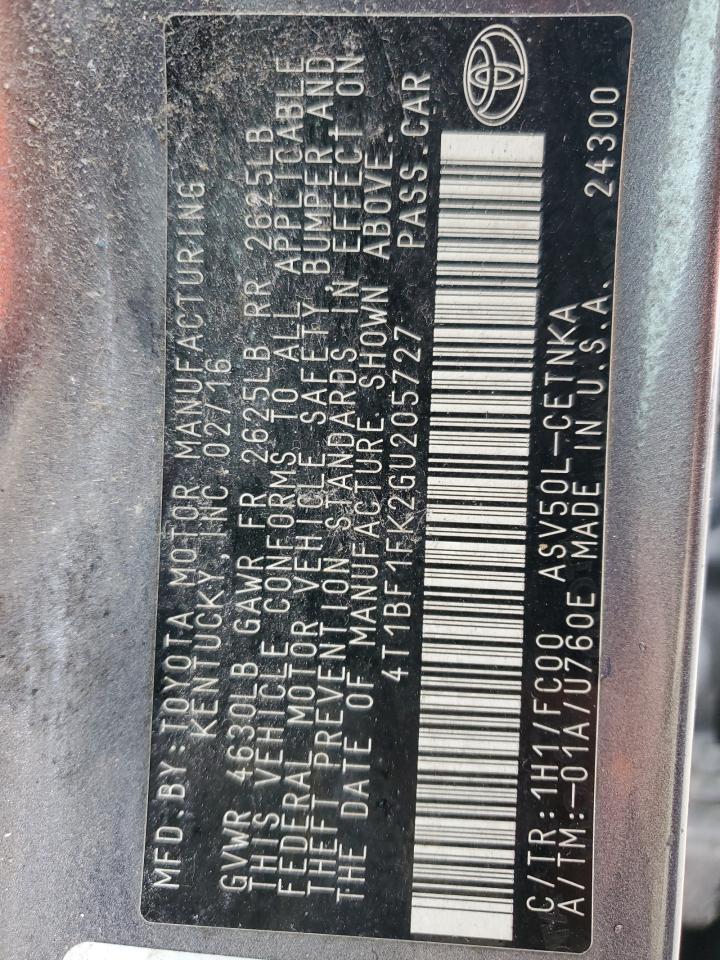 MFD.BY:TOYOTA MOTOR MANUFACTURING
KENTUCKY INC 02/16
GVWR 4630LB GAWR FR 2625LB RR 2625LB
THIS VEHICLE CONFORMS TO ALL APPLICABLE
FEDERAL MOTOR VEHICLE SAFETY, BUMPER AND
THEFT PREVENTION STANDARDS IN EFFECT ON
THE DATE OF MANUFACTURE SHOWN ABOVE.
4T1BF1FK2GU205727 PASS.CAR
C/TR:1H1/FC00 ASV50L-CETNKA
A/TM:-01A/U760E MADE IN U.S.A. 24300